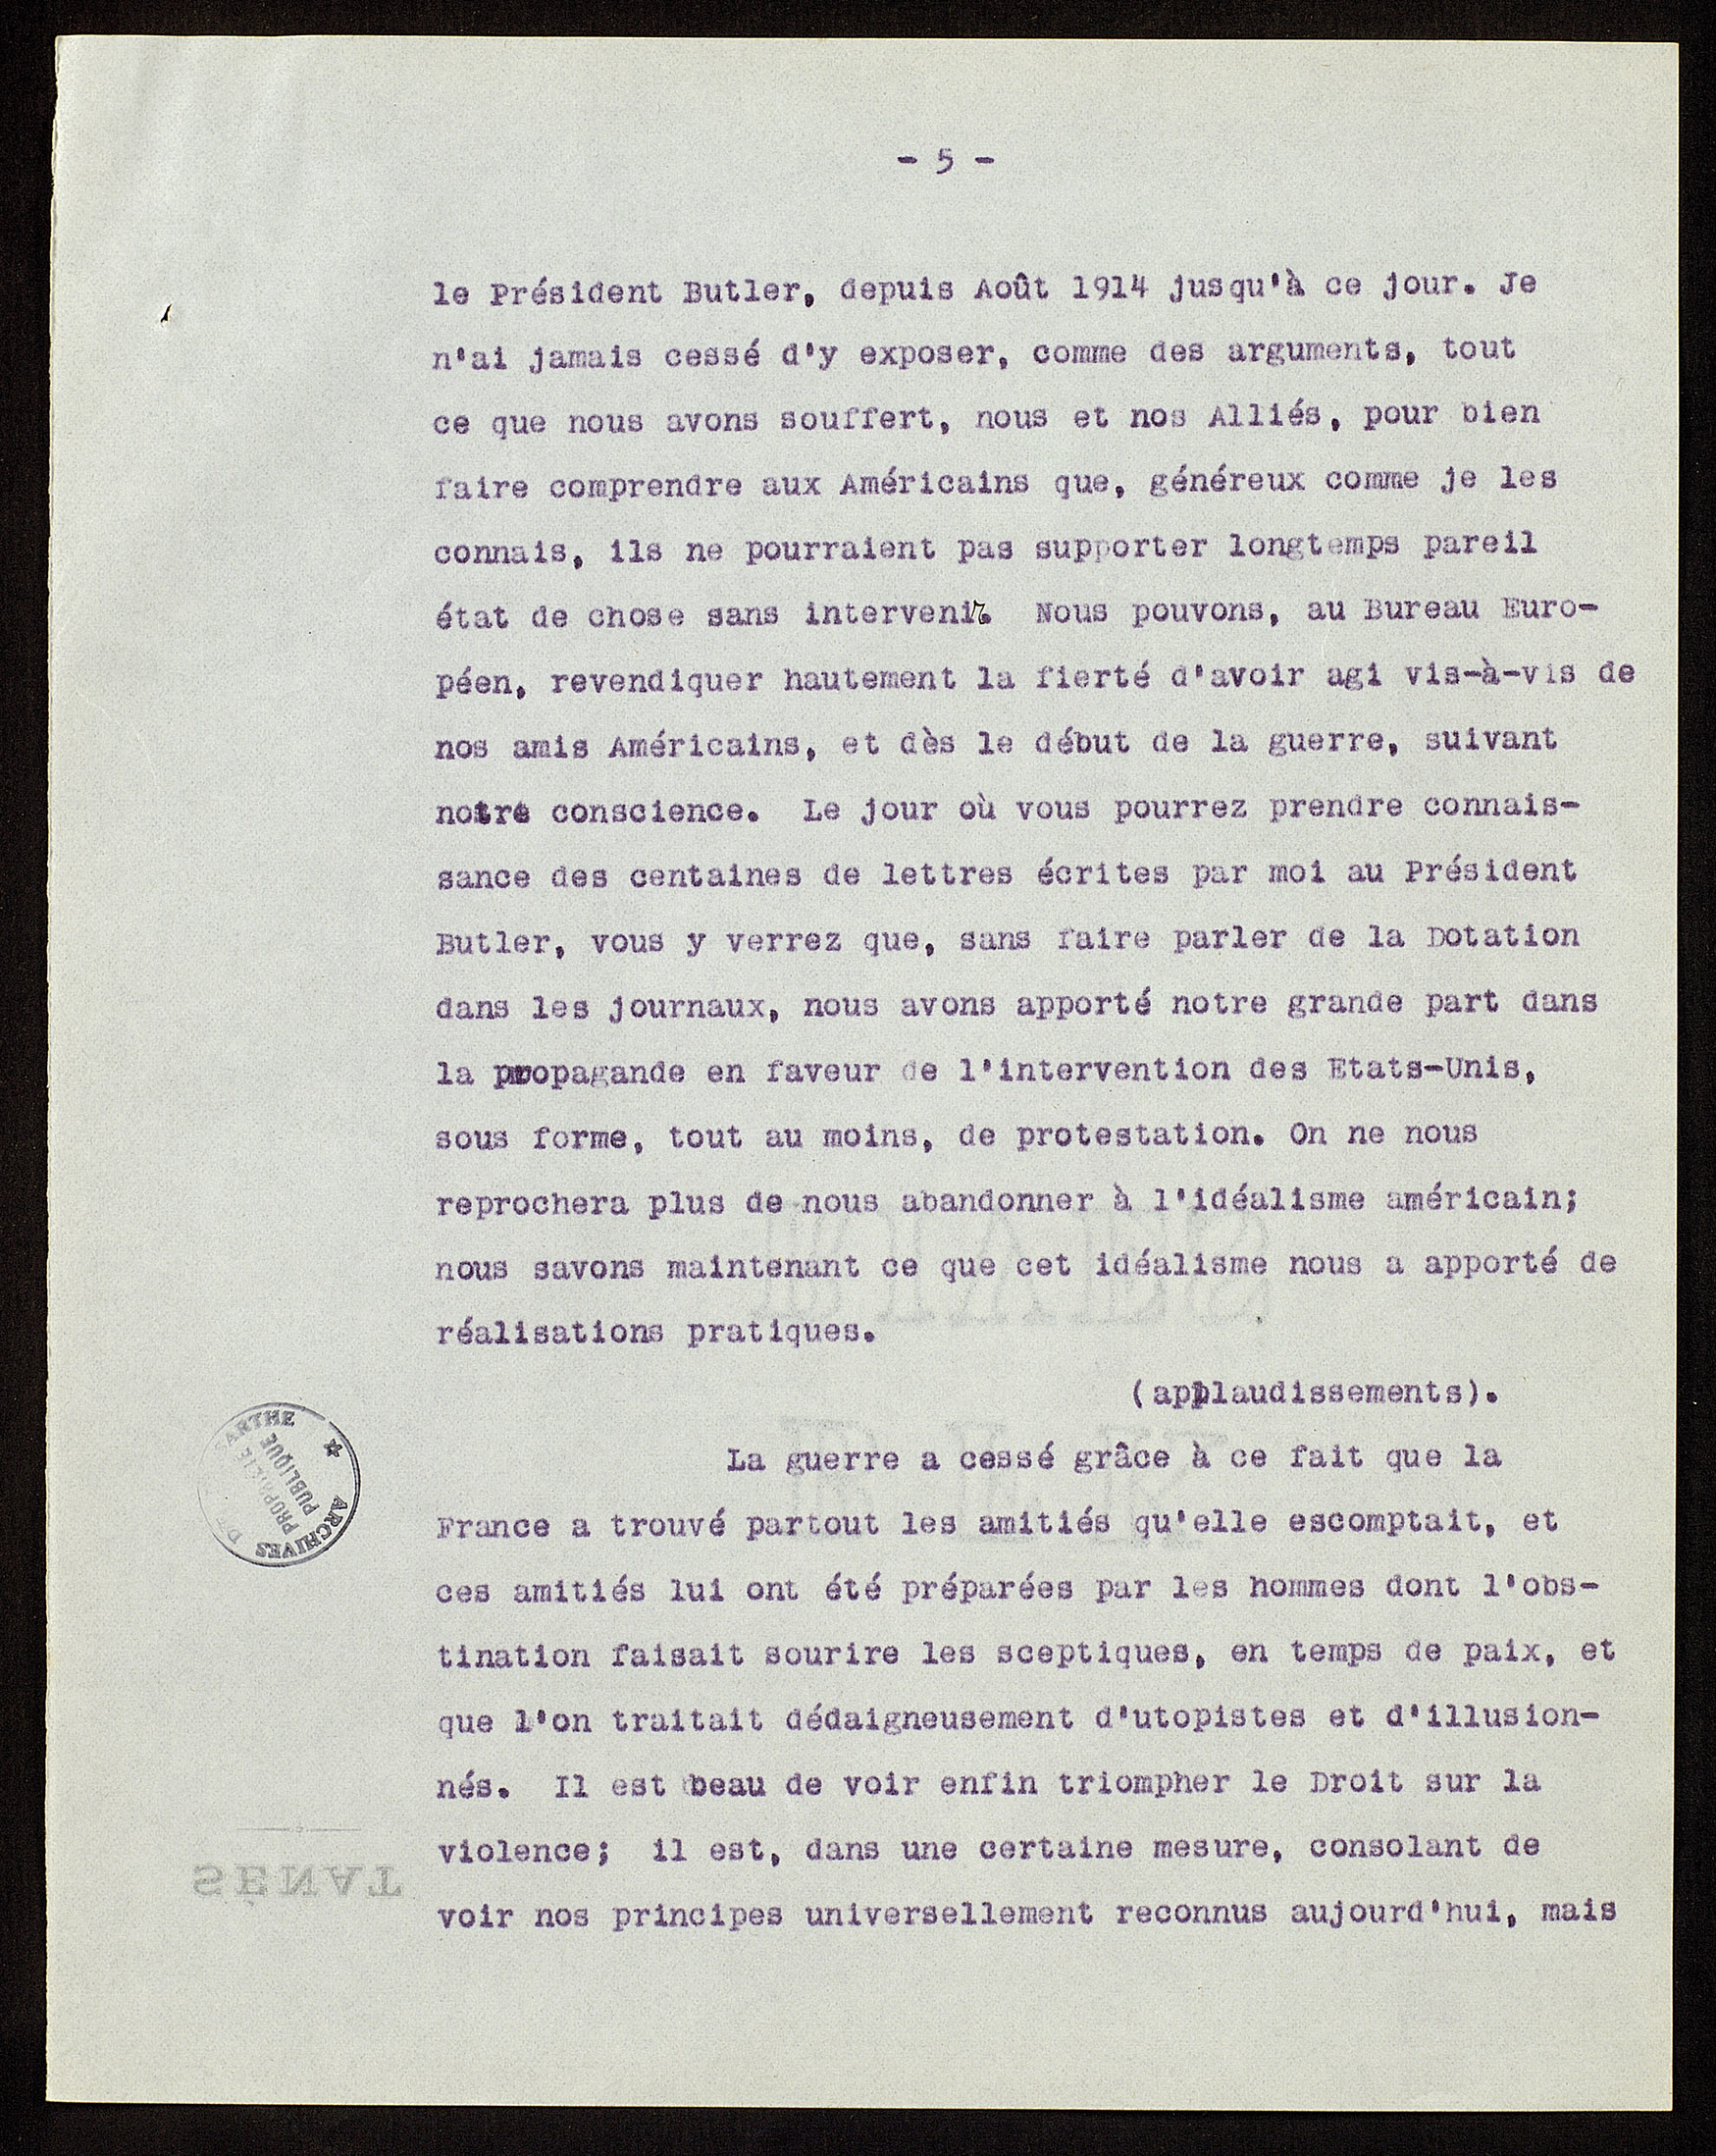 - 5 -
le Président Butler, depuis Août 1914 jusqu'à ce jour. Je
n'ai jamais cessé d'y exposer, comme des arguments, tout
ce que nous avons souffert, nous et nos Alliés, pour bien
faire comprendre aux Américains que, généreux comme je les
connais, ils ne pourraient pas supporter longtemps pareil
état de chose sans intervenir. Nous pouvons, au Bureau Euro-
péen, revendiquer hautement la fierté d'avoir agi vis-à-vis de
nos amis Américains, et dès le début de la guerre, suivant
notre conscience. Le jour où vous pourrez prendre connais-
sance des centaines de lettres écrites par moi au Président
Butler, vous y verrez que, sans faire parler de la Dotation
dans les journaux, nous avons apporté notre grande part dans
la propagande en faveur de l'intervention des Etats-Unis,
sous forme, tout au moins, de protestation. On ne nous
reprochera plus de nous abandonner à l'idéalisme américain;
nous savons maintenant ce que cet idéalisme nous a apporté de
réalisations pratiques.
(applaudissements).
La guerre a cessé grâce à ce fait que la
France a trouvé partout les amitiés qu'elle escomptait, et
ces amitiés lui ont été préparées par les hommes dont l'obs-
tination faisait sourire les sceptiques, en temps de paix, et
que l'on traitait dédaigneusement d'utopistes et d'illusion-
nés. Il est beau de voir enfin triompher le Droit sur la
violence; il est, dans une certaine mesure, consolant de
voir nos principes universellement reconnus aujourd'hui, mais
ARCHIVES
SARTHE
PROPRIÉTÉ
PUBLIQUE
SÉNAT